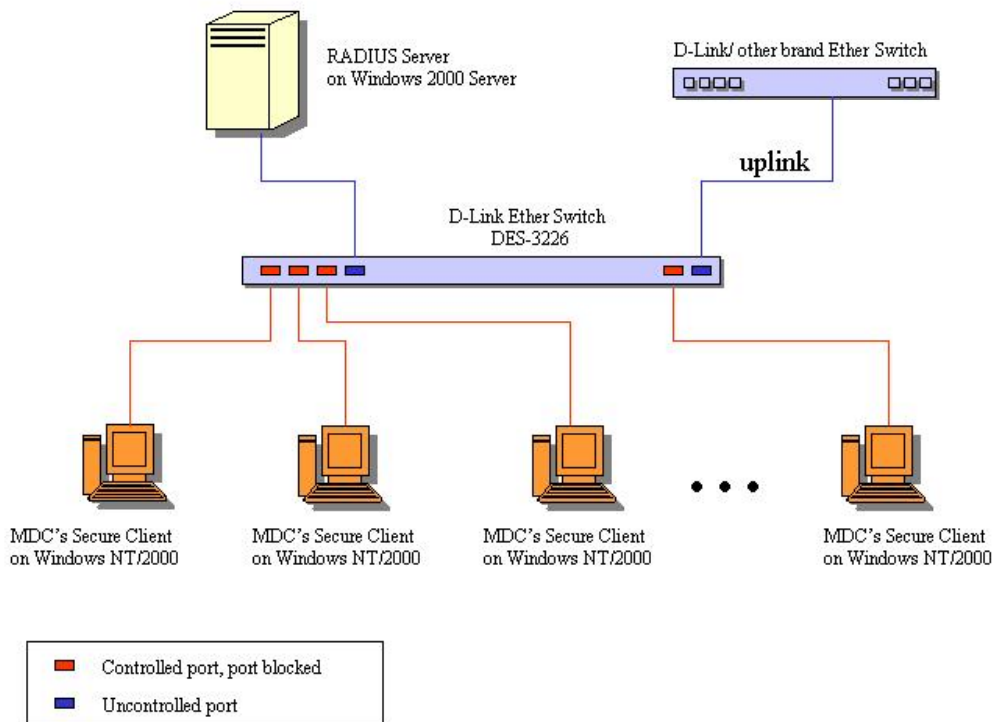 RADIUS Server
on Windows 2000 Server
D-Link/ other brand Ether Switch
uplink
D-Link Ether Switch
DES-3226
MDC's Secure Client
on Windows NT/2000
MDC's Secure Client
on Windows NT/2000
MDC's Secure Client
on Windows NT/2000
MDC's Secure Client
on Windows NT/2000
Controlled port, port blocked
Uncontrolled port